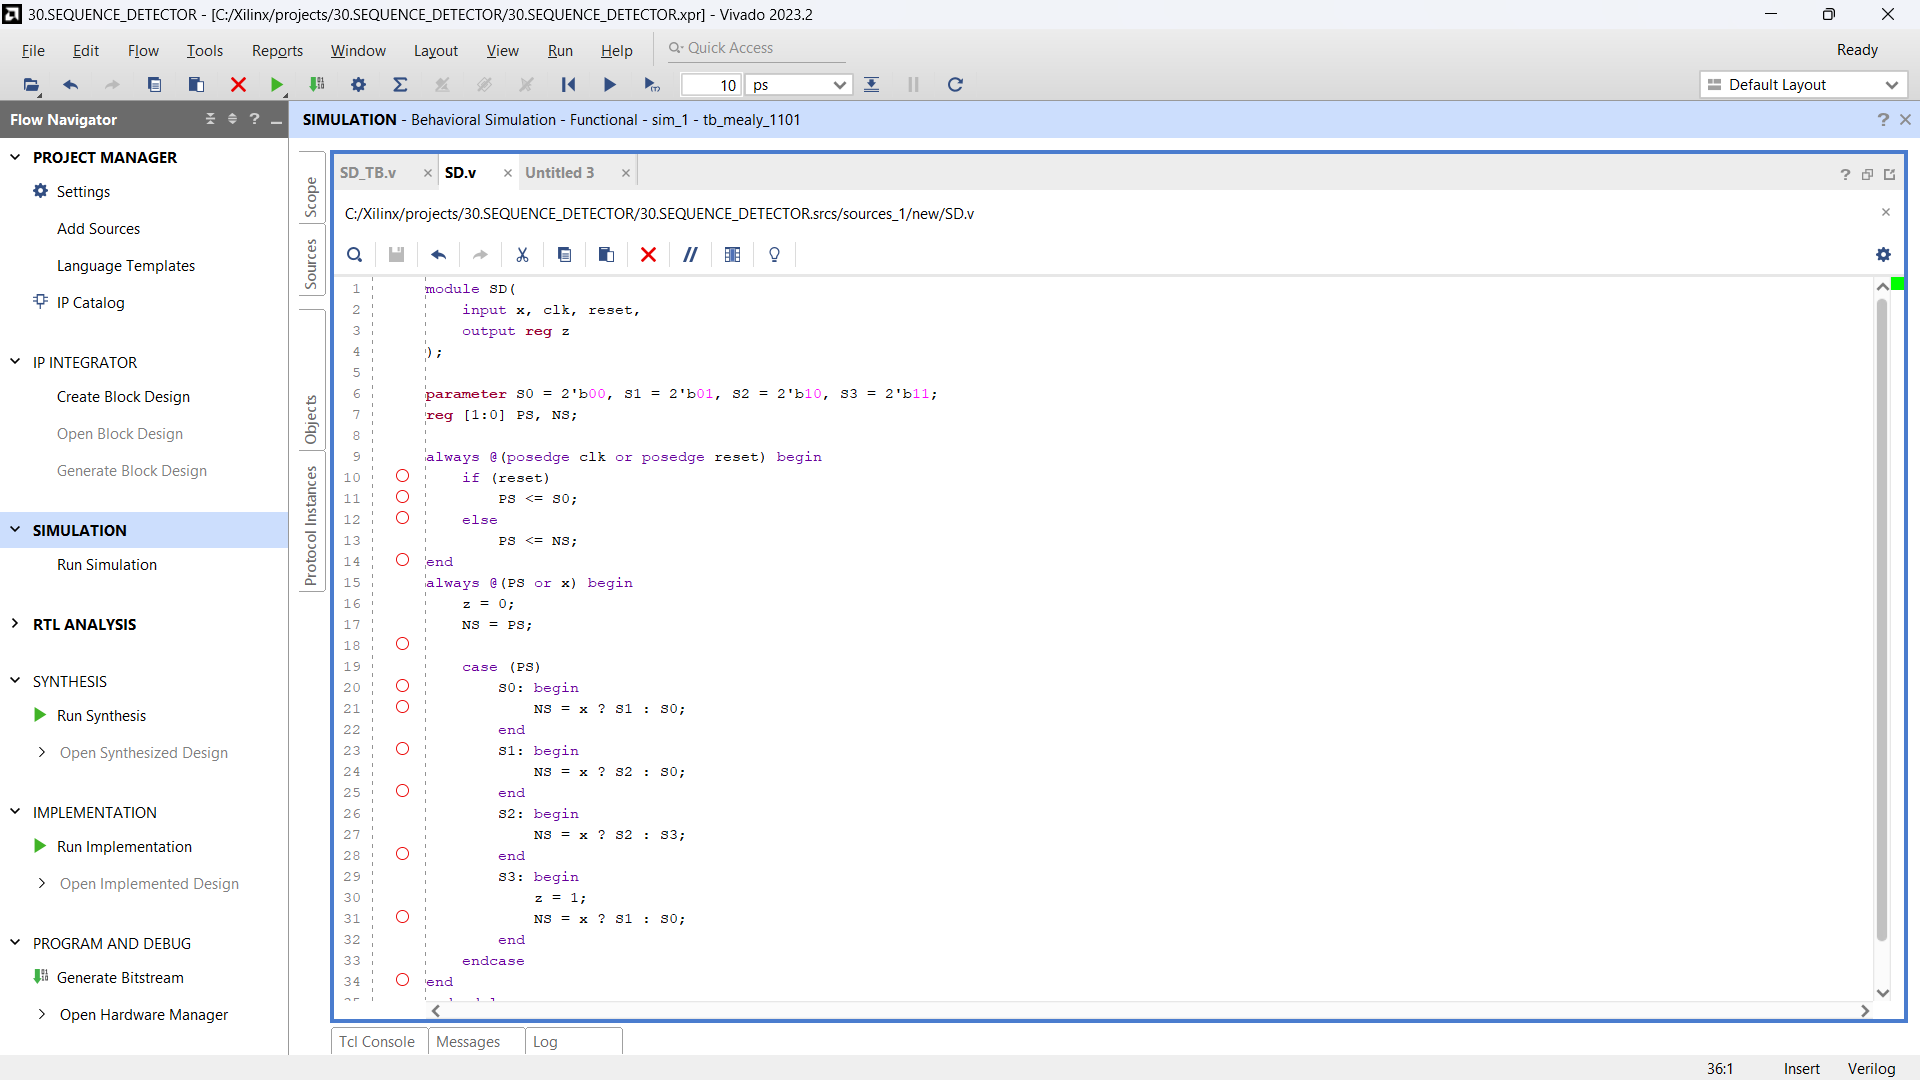 30.SEQUENCE_DETECTOR - [C:/Xilinx/projects/30.SEQUENCE_DETECTOR/30.SEQUENCE_DETECTOR.xpr] - Vivado 2023.2
File Edit Flow Tools Reports Window Layout View Run Help Quick Access Ready
10 ps Default Layout
Flow Navigator
PROJECT MANAGER
Settings
Add Sources
Language Templates
IP Catalog
IP INTEGRATOR
Create Block Design
Open Block Design
Generate Block Design
SIMULATION
Run Simulation
RTL ANALYSIS
SYNTHESIS
Run Synthesis
Open Synthesized Design
IMPLEMENTATION
Run Implementation
Open Implemented Design
PROGRAM AND DEBUG
Generate Bitstream
Open Hardware Manager
SIMULATION - Behavioral Simulation - Functional - sim_1 - tb_mealy_1101
Scope
Sources
Objects
Protocol Instances
SD_TB.v SD.v Untitled 3
C:/Xilinx/projects/30.SEQUENCE_DETECTOR/30.SEQUENCE_DETECTOR.srcs/sources_1/new/SD.v
1 module SD(
2 input x, clk, reset,
3 output reg z
4 );
5
6 parameter S0 = 2'b00, S1 = 2'b01, S2 = 2'b10, S3 = 2'b11;
7 reg [1:0] PS, NS;
8
9 always @(posedge clk or posedge reset) begin
10 if (reset)
11 PS <= S0;
12 else
13 PS <= NS;
14 end
15 always @(PS or x) begin
16 z = 0;
17 NS = PS;
18
19 case (PS)
20 S0: begin
21 NS = x ? S1 : S0;
22 end
23 S1: begin
24 NS = x ? S2 : S0;
25 end
26 S2: begin
27 NS = x ? S2 : S3;
28 end
29 S3: begin
30 z = 1;
31 NS = x ? S1 : S0;
32 end
33 endcase
34 end
Tcl Console Messages Log
36:1 Insert Verilog